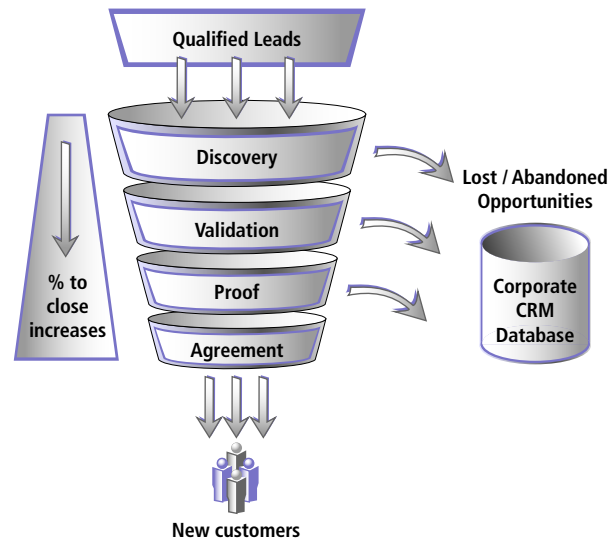 Qualified Leads
Discovery
Validation
Proof
Agreement
New customers
% to
close
increases
Lost / Abandoned
Opportunities
Corporate
CRM
Database